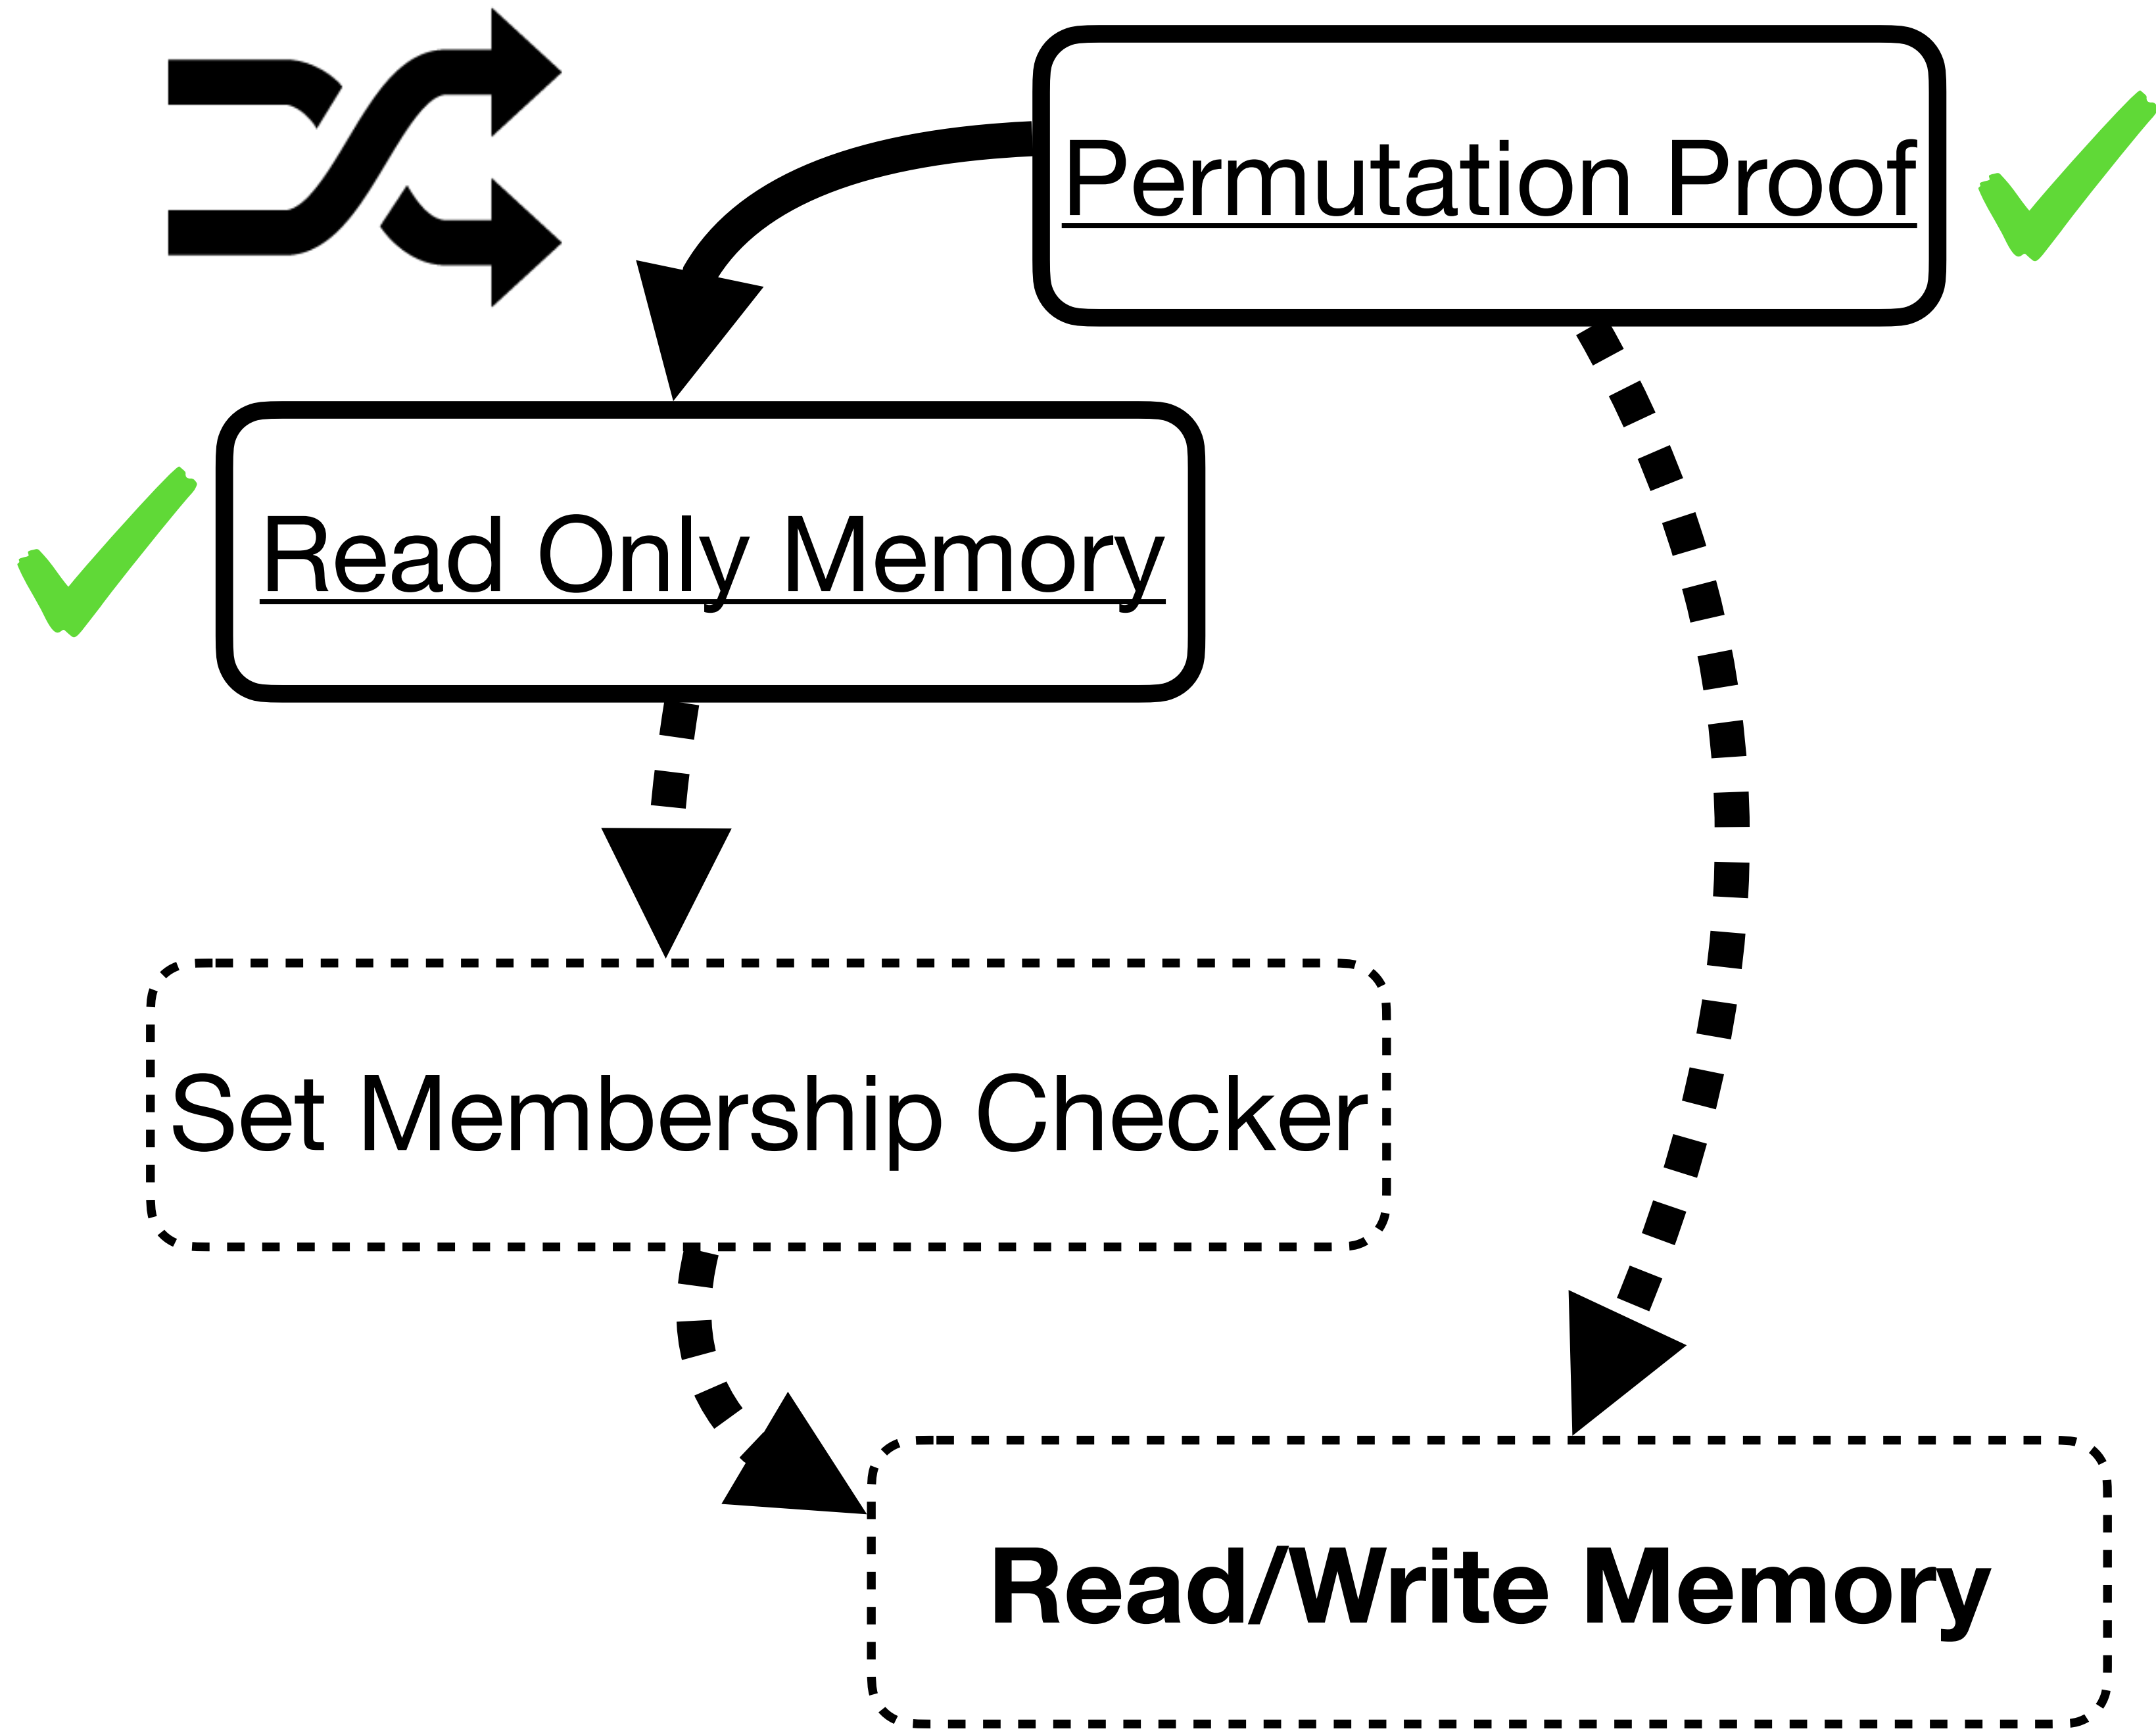 Permutation Proof
Read Only Memory
Set Membership Checker
Read/Write Memory